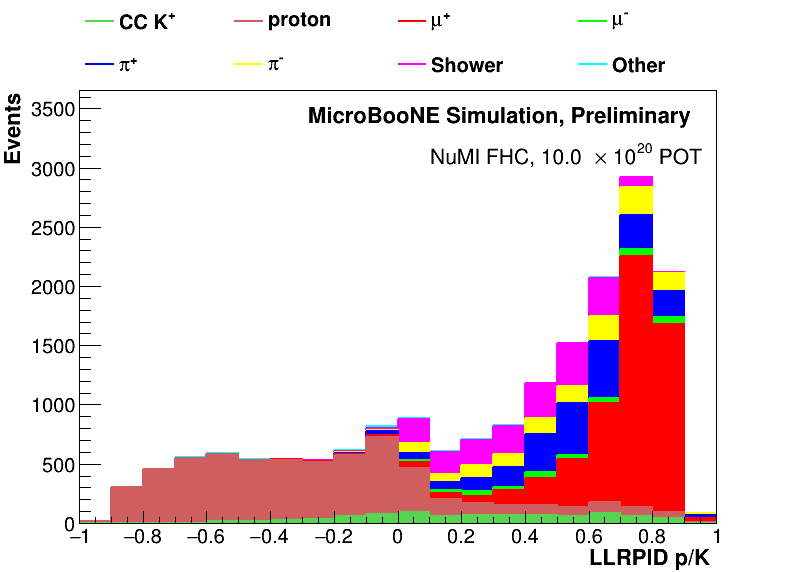 CC K⁺ proton μ⁺ μ⁻
π⁺ π⁻ Shower Other
MicroBooNE Simulation, Preliminary
NuMI FHC, 10.0 × 10²⁰ POT
Events
3500
3000
2500
2000
1500
1000
500
0
−1 −0.8 −0.6 −0.4 −0.2 0 0.2 0.4 0.6 0.8 1
LLRPID p/K